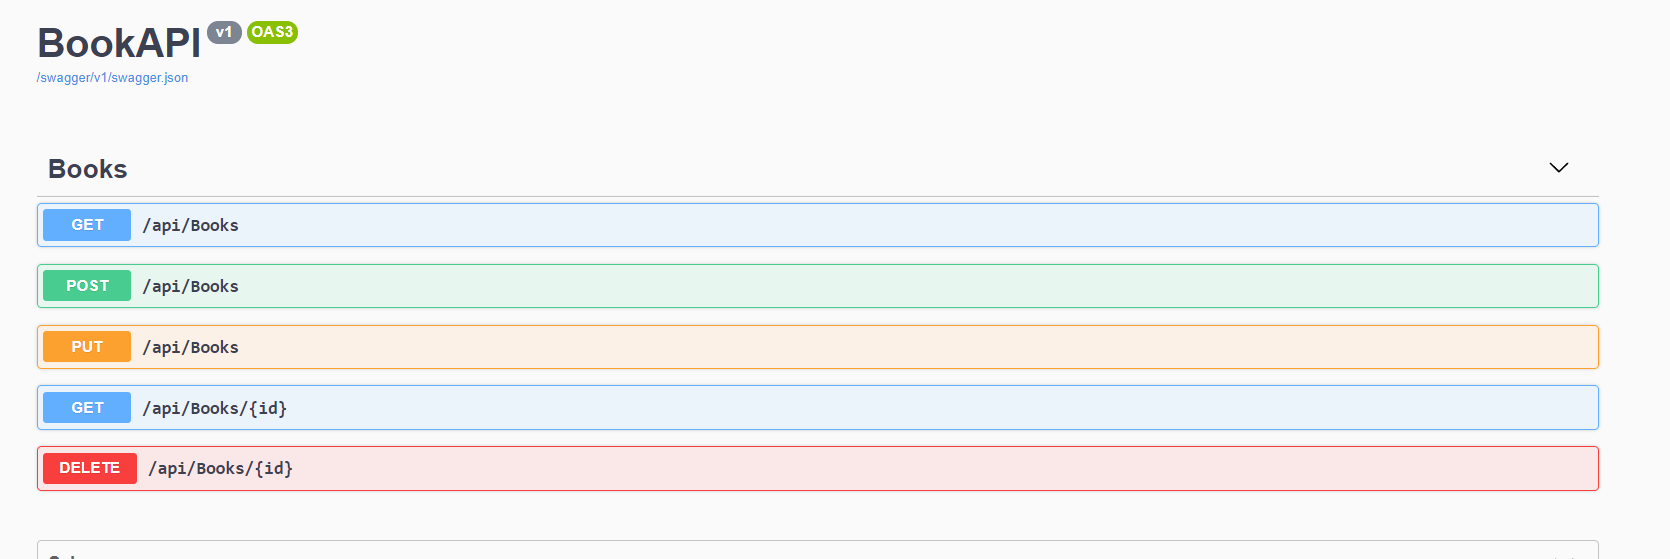 BookAPI v1 OAS3
/swagger/v1/swagger.json
Books
GET /api/Books
POST /api/Books
PUT /api/Books
GET /api/Books/{id}
DELETE /api/Books/{id}